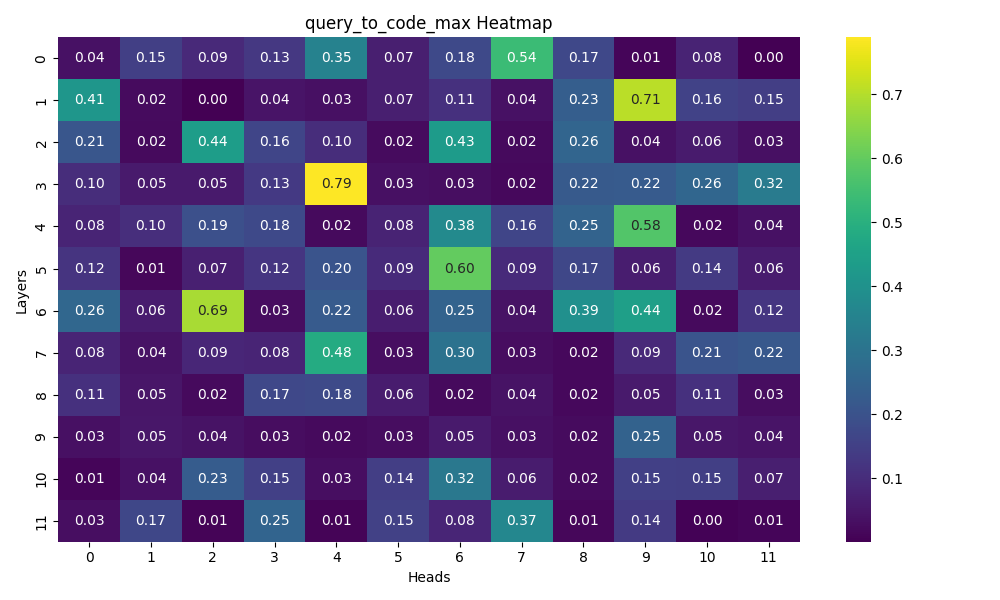 query_to_code_max Heatmap
0 0.04 0.15 0.09 0.13 0.35 0.07 0.18 0.54 0.17 0.01 0.08 0.00
1 0.41 0.02 0.00 0.04 0.03 0.07 0.11 0.04 0.23 0.71 0.16 0.15
2 0.21 0.02 0.44 0.16 0.10 0.02 0.43 0.02 0.26 0.04 0.06 0.03
3 0.10 0.05 0.05 0.13 0.79 0.03 0.03 0.02 0.22 0.22 0.26 0.32
4 0.08 0.10 0.19 0.18 0.02 0.08 0.38 0.16 0.25 0.58 0.02 0.04
5 0.12 0.01 0.07 0.12 0.20 0.09 0.60 0.09 0.17 0.06 0.14 0.06
6 0.26 0.06 0.69 0.03 0.22 0.06 0.25 0.04 0.39 0.44 0.02 0.12
7 0.08 0.04 0.09 0.08 0.48 0.03 0.30 0.03 0.02 0.09 0.21 0.22
8 0.11 0.05 0.02 0.17 0.18 0.06 0.02 0.04 0.02 0.05 0.11 0.03
9 0.03 0.05 0.04 0.03 0.02 0.03 0.05 0.03 0.02 0.25 0.05 0.04
10 0.01 0.04 0.23 0.15 0.03 0.14 0.32 0.06 0.02 0.15 0.15 0.07
11 0.03 0.17 0.01 0.25 0.01 0.15 0.08 0.37 0.01 0.14 0.00 0.01
0 1 2 3 4 5 6 7 8 9 10 11
Heads
Layers
0.7
0.6
0.5
0.4
0.3
0.2
0.1